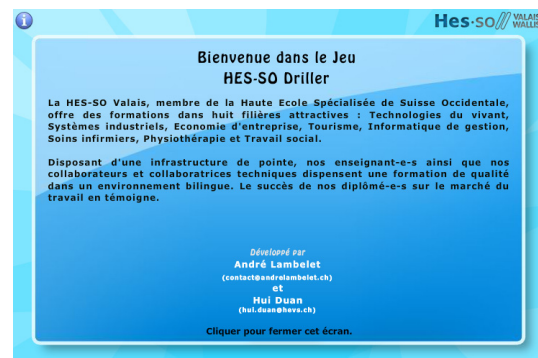 Hes·so// VALAIS
WALLIS
Bienvenue dans le Jeu
HES-SO Driller
La HES-SO Valais, membre de la Haute Ecole Spécialisée de Suisse Occidentale,
offre des formations dans huit filières attractives : Technologies du vivant,
Systèmes industriels, Economie d'entreprise, Tourisme, Informatique de gestion,
Soins infirmiers, Physiothérapie et Travail social.
Disposant d'une infrastructure de pointe, nos enseignant-e-s ainsi que nos
collaborateurs et collaboratrices techniques dispensent une formation de qualité
dans un environnement bilingue. Le succès de nos diplômé-e-s sur le marché du
travail en témoigne.
Développé par
André Lambelet
(contact@andrelambelet.ch)
et
Hui Duan
(hui.duan@hevs.ch)
Cliquer pour fermer cet écran.